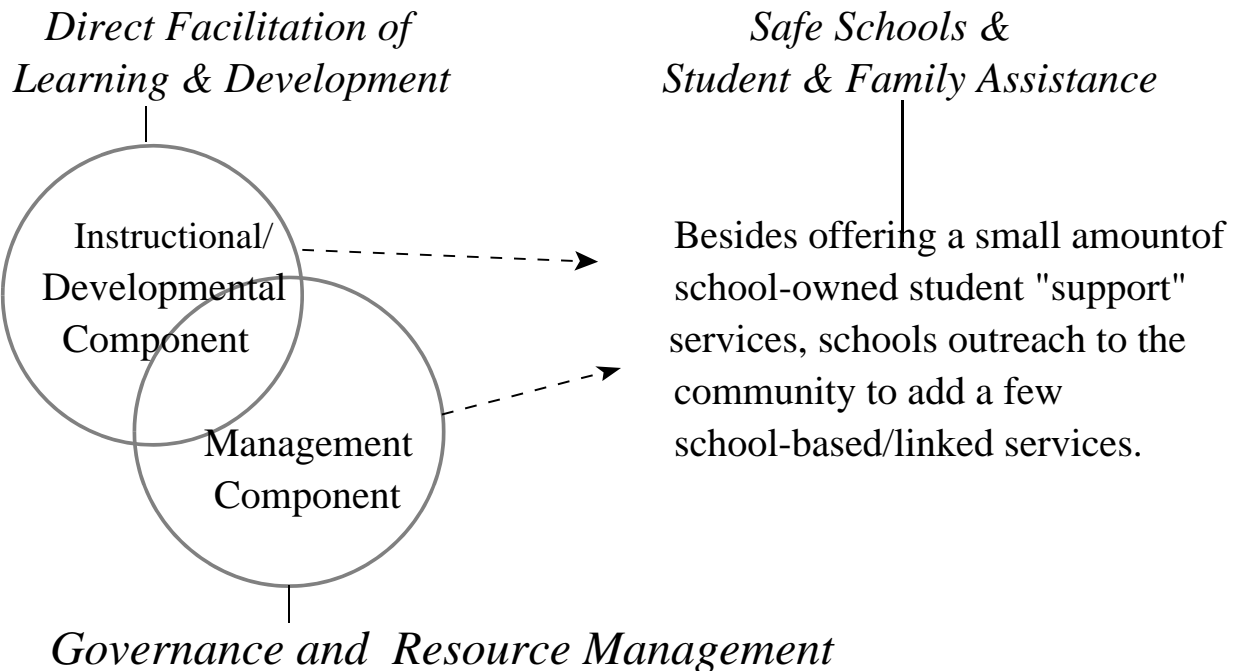 Direct Facilitation of
Learning & Development
Safe Schools &
Student & Family Assistance
Instructional/
Developmental
Component
Management
Component
Besides offering a small amountof
school-owned student "support"
services, schools outreach to the
community to add a few
school-based/linked services.
Governance and Resource Management